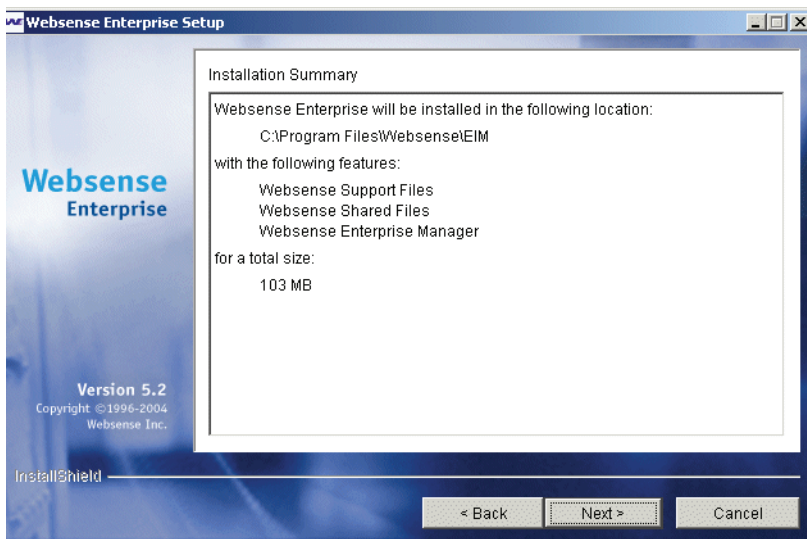 Websense Enterprise Setup
Installation Summary
Websense Enterprise will be installed in the following location:
C:\Program Files\Websense\EIM
with the following features:
Websense Support Files
Websense Shared Files
Websense Enterprise Manager
for a total size:
103 MB
Websense
Enterprise
Version 5.2
Copyright ©1996-2004
Websense Inc.
InstallShield
< Back
Next >
Cancel